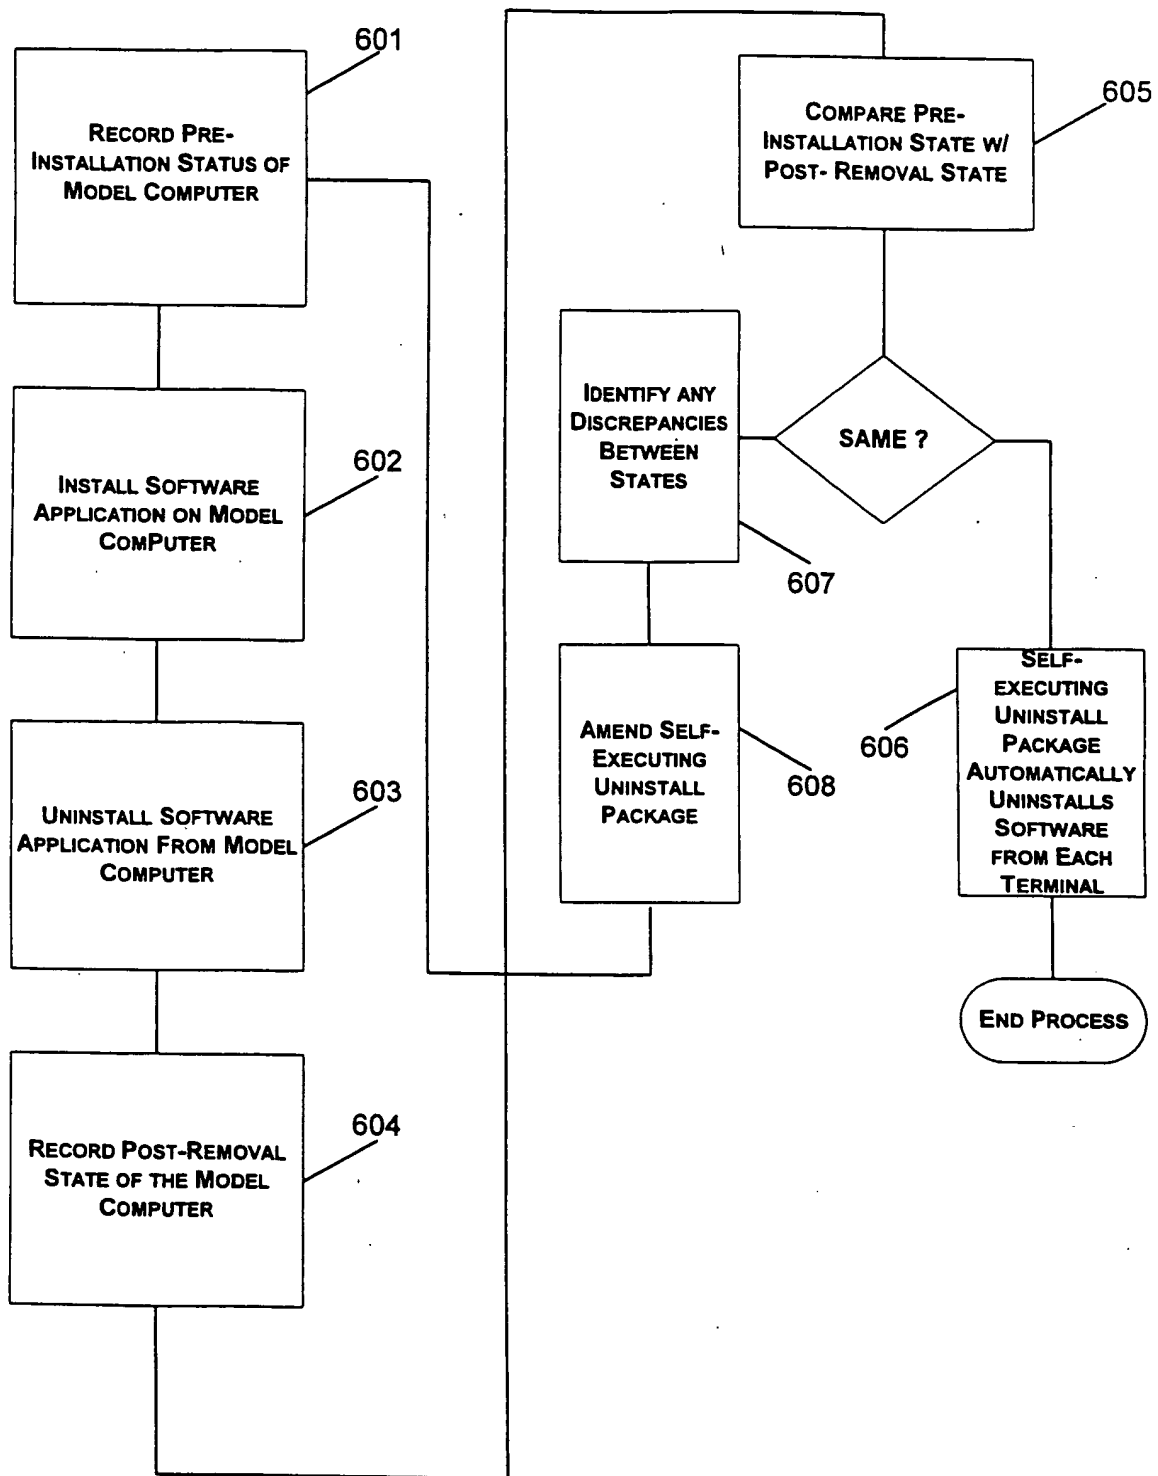 601
RECORD PRE-
INSTALLATION STATUS OF
MODEL COMPUTER
602
INSTALL SOFTWARE
APPLICATION ON MODEL
COMPUTER
603
UNINSTALL SOFTWARE
APPLICATION FROM MODEL
COMPUTER
604
RECORD POST-REMOVAL
STATE OF THE MODEL
COMPUTER
605
COMPARE PRE-
INSTALLATION STATE W/
POST- REMOVAL STATE
SAME ?
IDENTIFY ANY
DISCREPANCIES
BETWEEN
STATES
607
AMEND SELF-
EXECUTING
UNINSTALL
PACKAGE
608
606
SELF-
EXECUTING
UNINSTALL
PACKAGE
AUTOMATICALLY
UNINSTALLS
SOFTWARE
FROM EACH
TERMINAL
END PROCESS